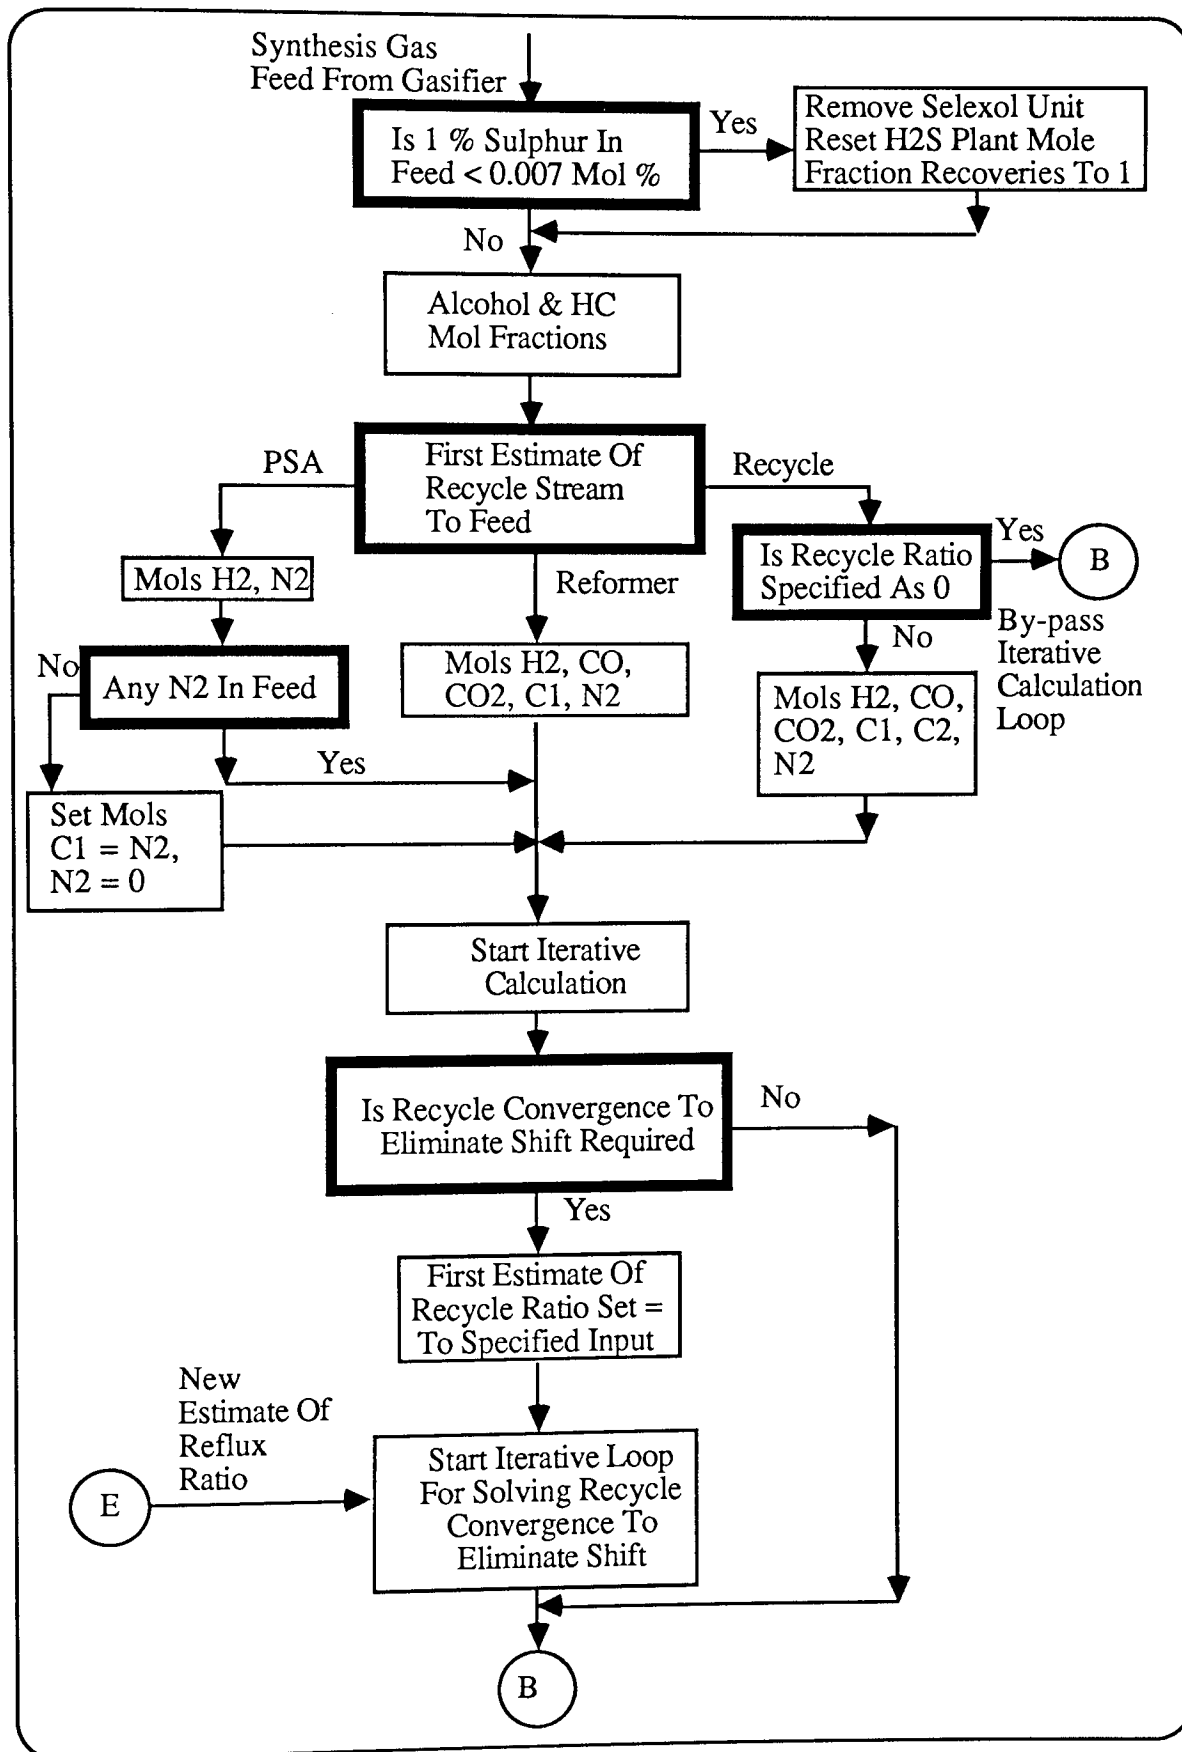 Synthesis Gas
Feed From Gasifier
Is 1 % Sulphur In
Feed < 0.007 Mol %
Yes
Remove Selexol Unit
Reset H2S Plant Mole
Fraction Recoveries To 1
No
Alcohol & HC
Mol Fractions
PSA
First Estimate Of
Recycle Stream
To Feed
Recycle
Mols H2, N2
Reformer
Is Recycle Ratio
Specified As 0
Yes
B
By-pass
Iterative
Calculation
Loop
No
Any N2 In Feed
No
Mols H2, CO,
CO2, C1, N2
Mols H2, CO,
CO2, C1, C2,
N2
Yes
Set Mols
C1 = N2,
N2 = 0
Start Iterative
Calculation
Is Recycle Convergence To
Eliminate Shift Required
No
Yes
First Estimate Of
Recycle Ratio Set =
To Specified Input
New
Estimate Of
Reflux
Ratio
E
Start Iterative Loop
For Solving Recycle
Convergence To
Eliminate Shift
B